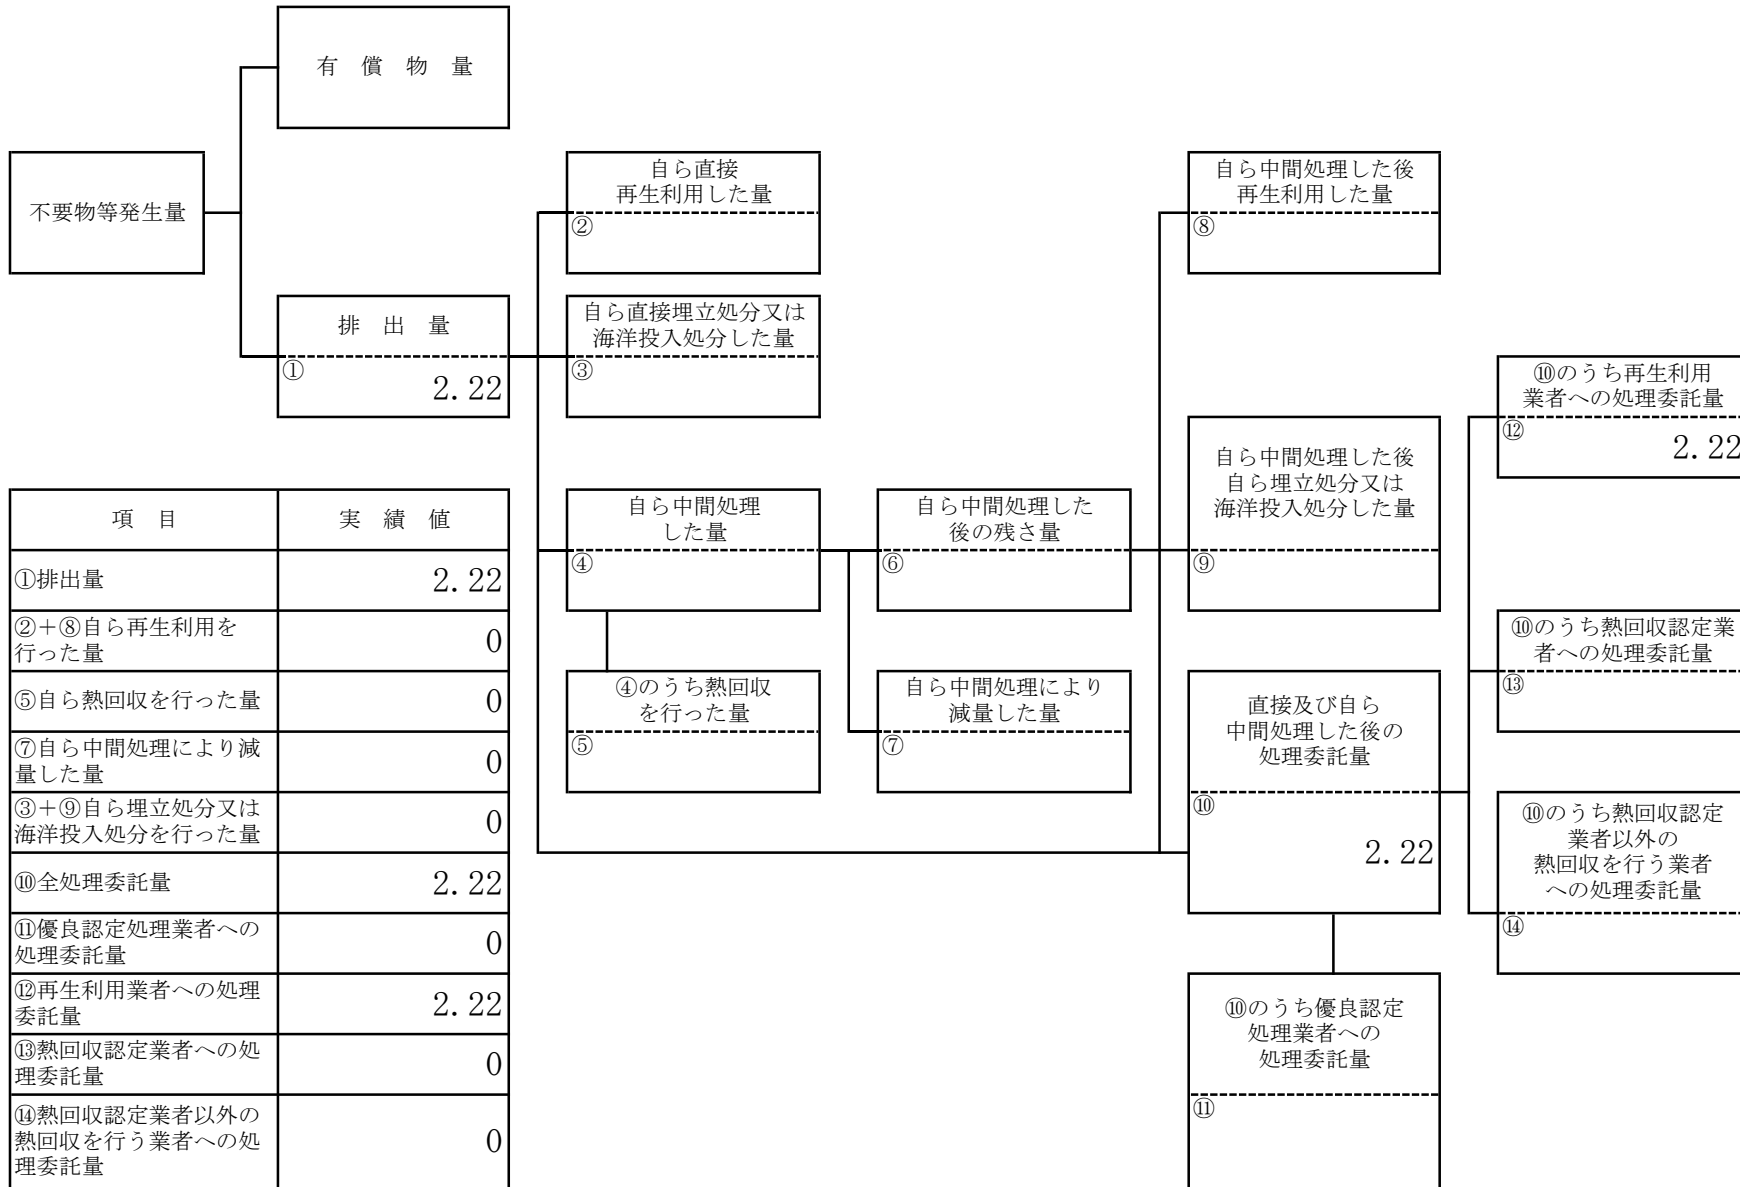 有 償 物 量
不要物等発生量
排 出 量
①
2.22
自ら直接
再生利用した量
②
自ら直接埋立処分又は
海洋投入処分した量
③
自ら中間処理した後
再生利用した量
⑧
⑩のうち再生利用
業者への処理委託量
⑫
2.22
自ら中間処理した後
自ら埋立処分又は
海洋投入処分した量
⑨
自ら中間処理
した量
④
自ら中間処理した
後の残さ量
⑥
④のうち熱回収
を行った量
⑤
自ら中間処理により
減量した量
⑦
⑩のうち熱回収認定業
者への処理委託量
⑬
直接及び自ら
中間処理した後の
処理委託量
⑩
2.22
⑩のうち熱回収認定
業者以外の
熱回収を行う業者
への処理委託量
⑭
⑩のうち優良認定
処理業者への
処理委託量
⑪
項 目 実 績 値
①排出量 2.22
②+⑧自ら再生利用を
行った量 0
⑤自ら熱回収を行った量 0
⑦自ら中間処理により減
量した量 0
③+⑨自ら埋立処分又は
海洋投入処分を行った量 0
⑩全処理委託量 2.22
⑪優良認定処理業者への
処理委託量 0
⑫再生利用業者への処理
委託量 2.22
⑬熱回収認定業者への処
理委託量 0
⑭熱回収認定業者以外の
熱回収を行う業者への処
理委託量 0